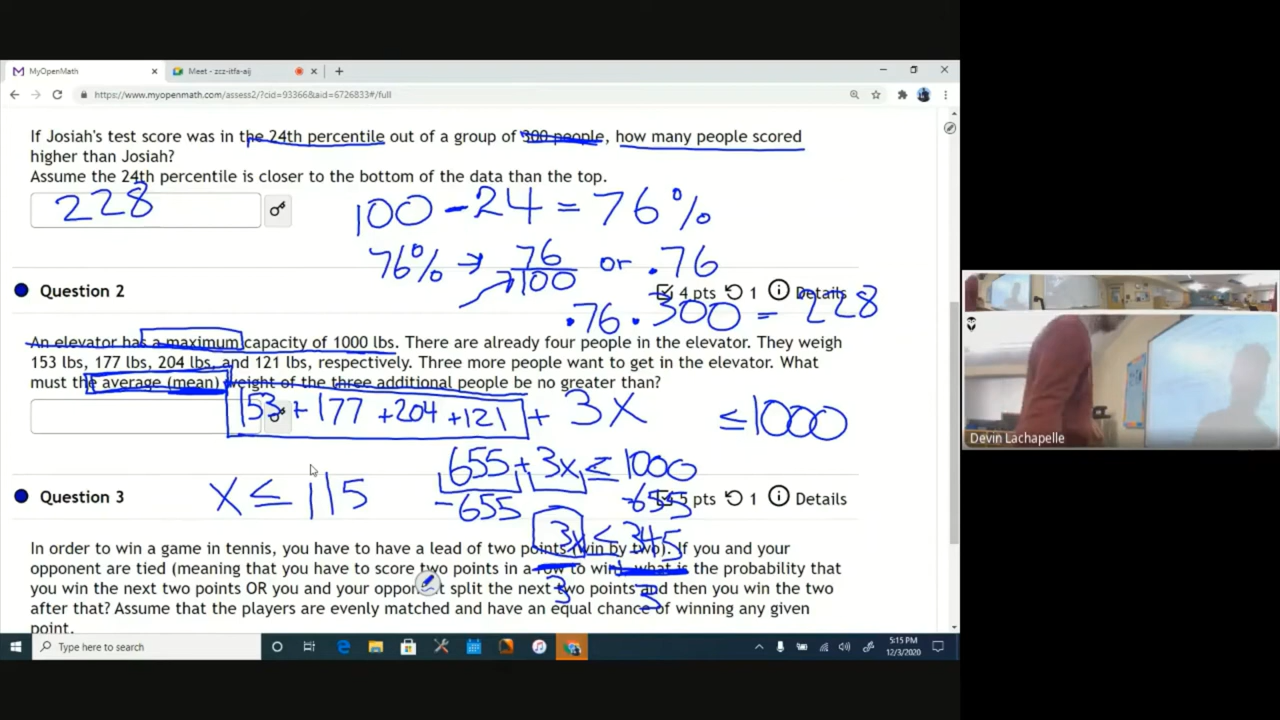 MyOpenMath
Meet - zcz-itfa-aij
https://www.myopenmath.com/assess2/?cid=93366&aid=6726833#/full
If Josiah's test score was in the 24th percentile out of a group of 300 people, how many people scored
higher than Josiah?
Assume the 24th percentile is closer to the bottom of the data than the top.
228
100 - 24 = 76%
76% → 76/100 or .76
Question 2
4 pts 1 Details
.76 · 300 = 228
An elevator has a maximum capacity of 1000 lbs. There are already four people in the elevator. They weigh
153 lbs, 177 lbs, 204 lbs, and 121 lbs, respectively. Three more people want to get in the elevator. What
must the average (mean) weight of the three additional people be no greater than?
153 + 177 + 204 + 121 + 3x ≤ 1000
655 + 3x ≤ 1000
Question 3
x ≤ 115
-655 -655
5 pts 1 Details
3x ≤ 345
3 3
In order to win a game in tennis, you have to have a lead of two points (win by two). If you and your
opponent are tied (meaning that you have to score two points in a row to win), what is the probability that
you win the next two points OR you and your opponent split the next two points and then you win the two
after that? Assume that the players are evenly matched and have an equal chance of winning any given
point.
Type here to search
5:15 PM
12/3/2020
Devin Lachapelle